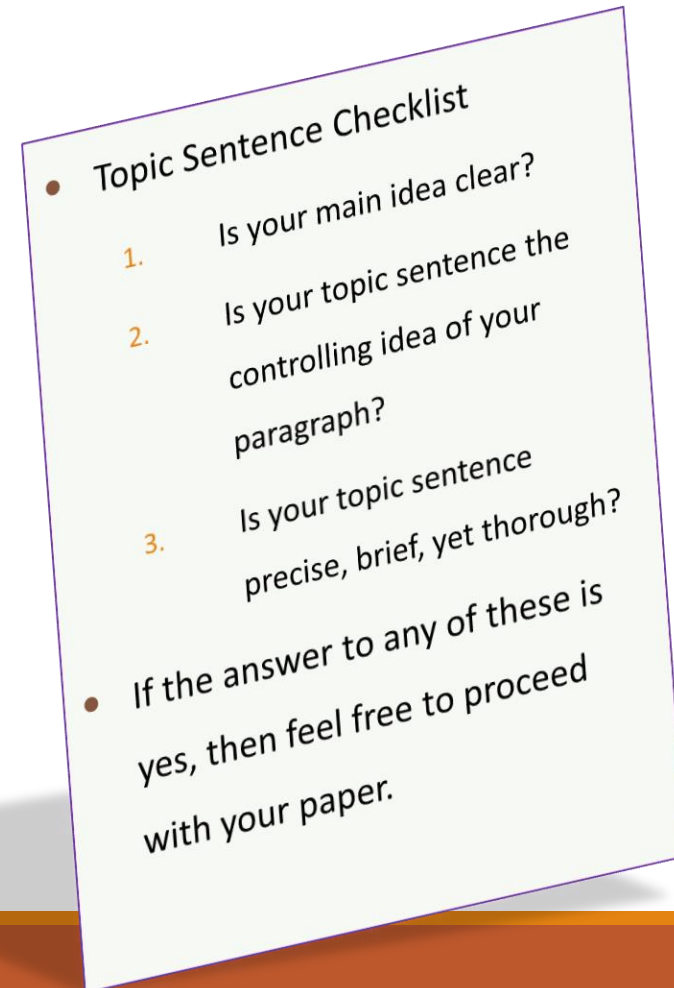 • Topic Sentence Checklist
1. Is your main idea clear?
2. Is your topic sentence the
controlling idea of your
paragraph?
3. Is your topic sentence
precise, brief, yet thorough?
• If the answer to any of these is
yes, then feel free to proceed
with your paper.